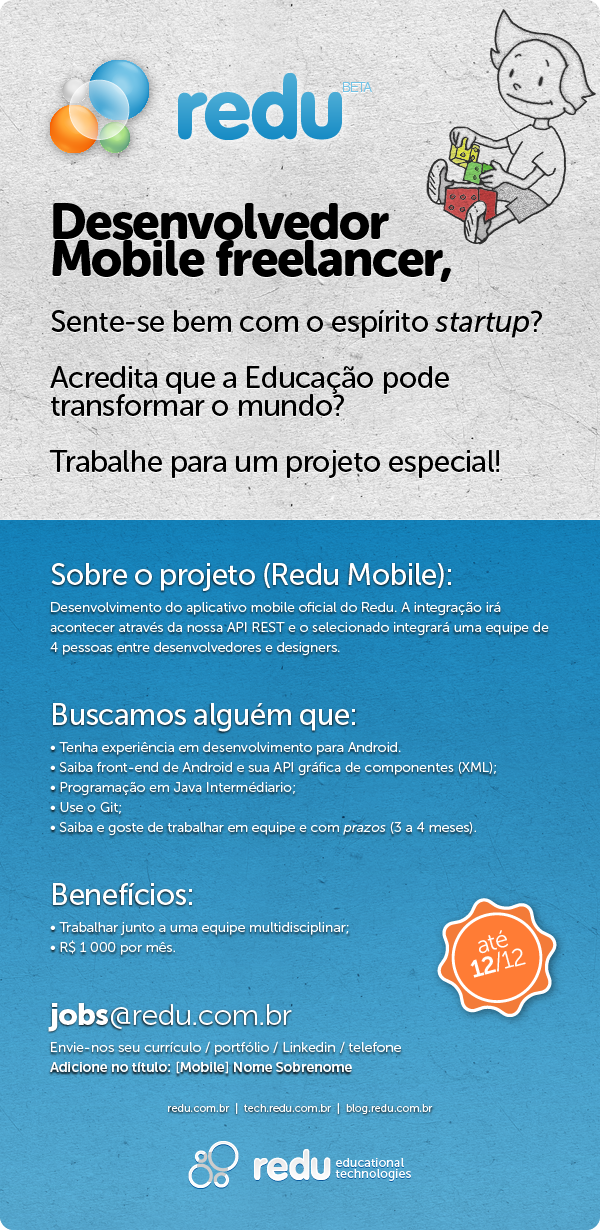 redu BETA
Desenvolvedor
Mobile freelancer,
Sente-se bem com o espírito startup?
Acredita que a Educação pode
transformar o mundo?
Trabalhe para um projeto especial!
Sobre o projeto (Redu Mobile):
Desenvolvimento do aplicativo mobile oficial do Redu. A integração irá
acontecer através da nossa API REST e o selecionado integrará uma equipe de
4 pessoas entre desenvolvedores e designers.
Buscamos alguém que:
• Tenha experiência em desenvolvimento para Android.
• Saiba front-end de Android e sua API gráfica de componentes (XML);
• Programação em Java Intermédiario;
• Use o Git;
• Saiba e goste de trabalhar em equipe e com prazos (3 a 4 meses).
Benefícios:
• Trabalhar junto a uma equipe multidisciplinar;
• R$ 1 000 por mês.
até
12/12
jobs@redu.com.br
Envie-nos seu currículo / portfólio / Linkedin / telefone
Adicione no título: [Mobile] Nome Sobrenome
redu.com.br | tech.redu.com.br | blog.redu.com.br
redu educational
technologies